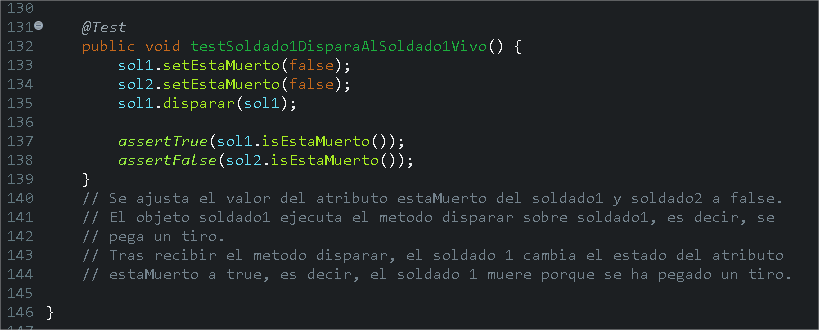 130
131 @Test
132 public void testSoldado1DisparaAlSoldado1Vivo() {
133 sol1.setEstaMuerto(false);
134 sol2.setEstaMuerto(false);
135 sol1.disparar(sol1);
136
137 assertTrue(sol1.isEstaMuerto());
138 assertFalse(sol2.isEstaMuerto());
139 }
140 // Se ajusta el valor del atributo estaMuerto del soldado1 y soldado2 a false.
141 // El objeto soldado1 ejecuta el metodo disparar sobre soldado1, es decir, se
142 // pega un tiro.
143 // Tras recibir el metodo disparar, el soldado 1 cambia el estado del atributo
144 // estaMuerto a true, es decir, el soldado 1 muere porque se ha pegado un tiro.
145
146 }